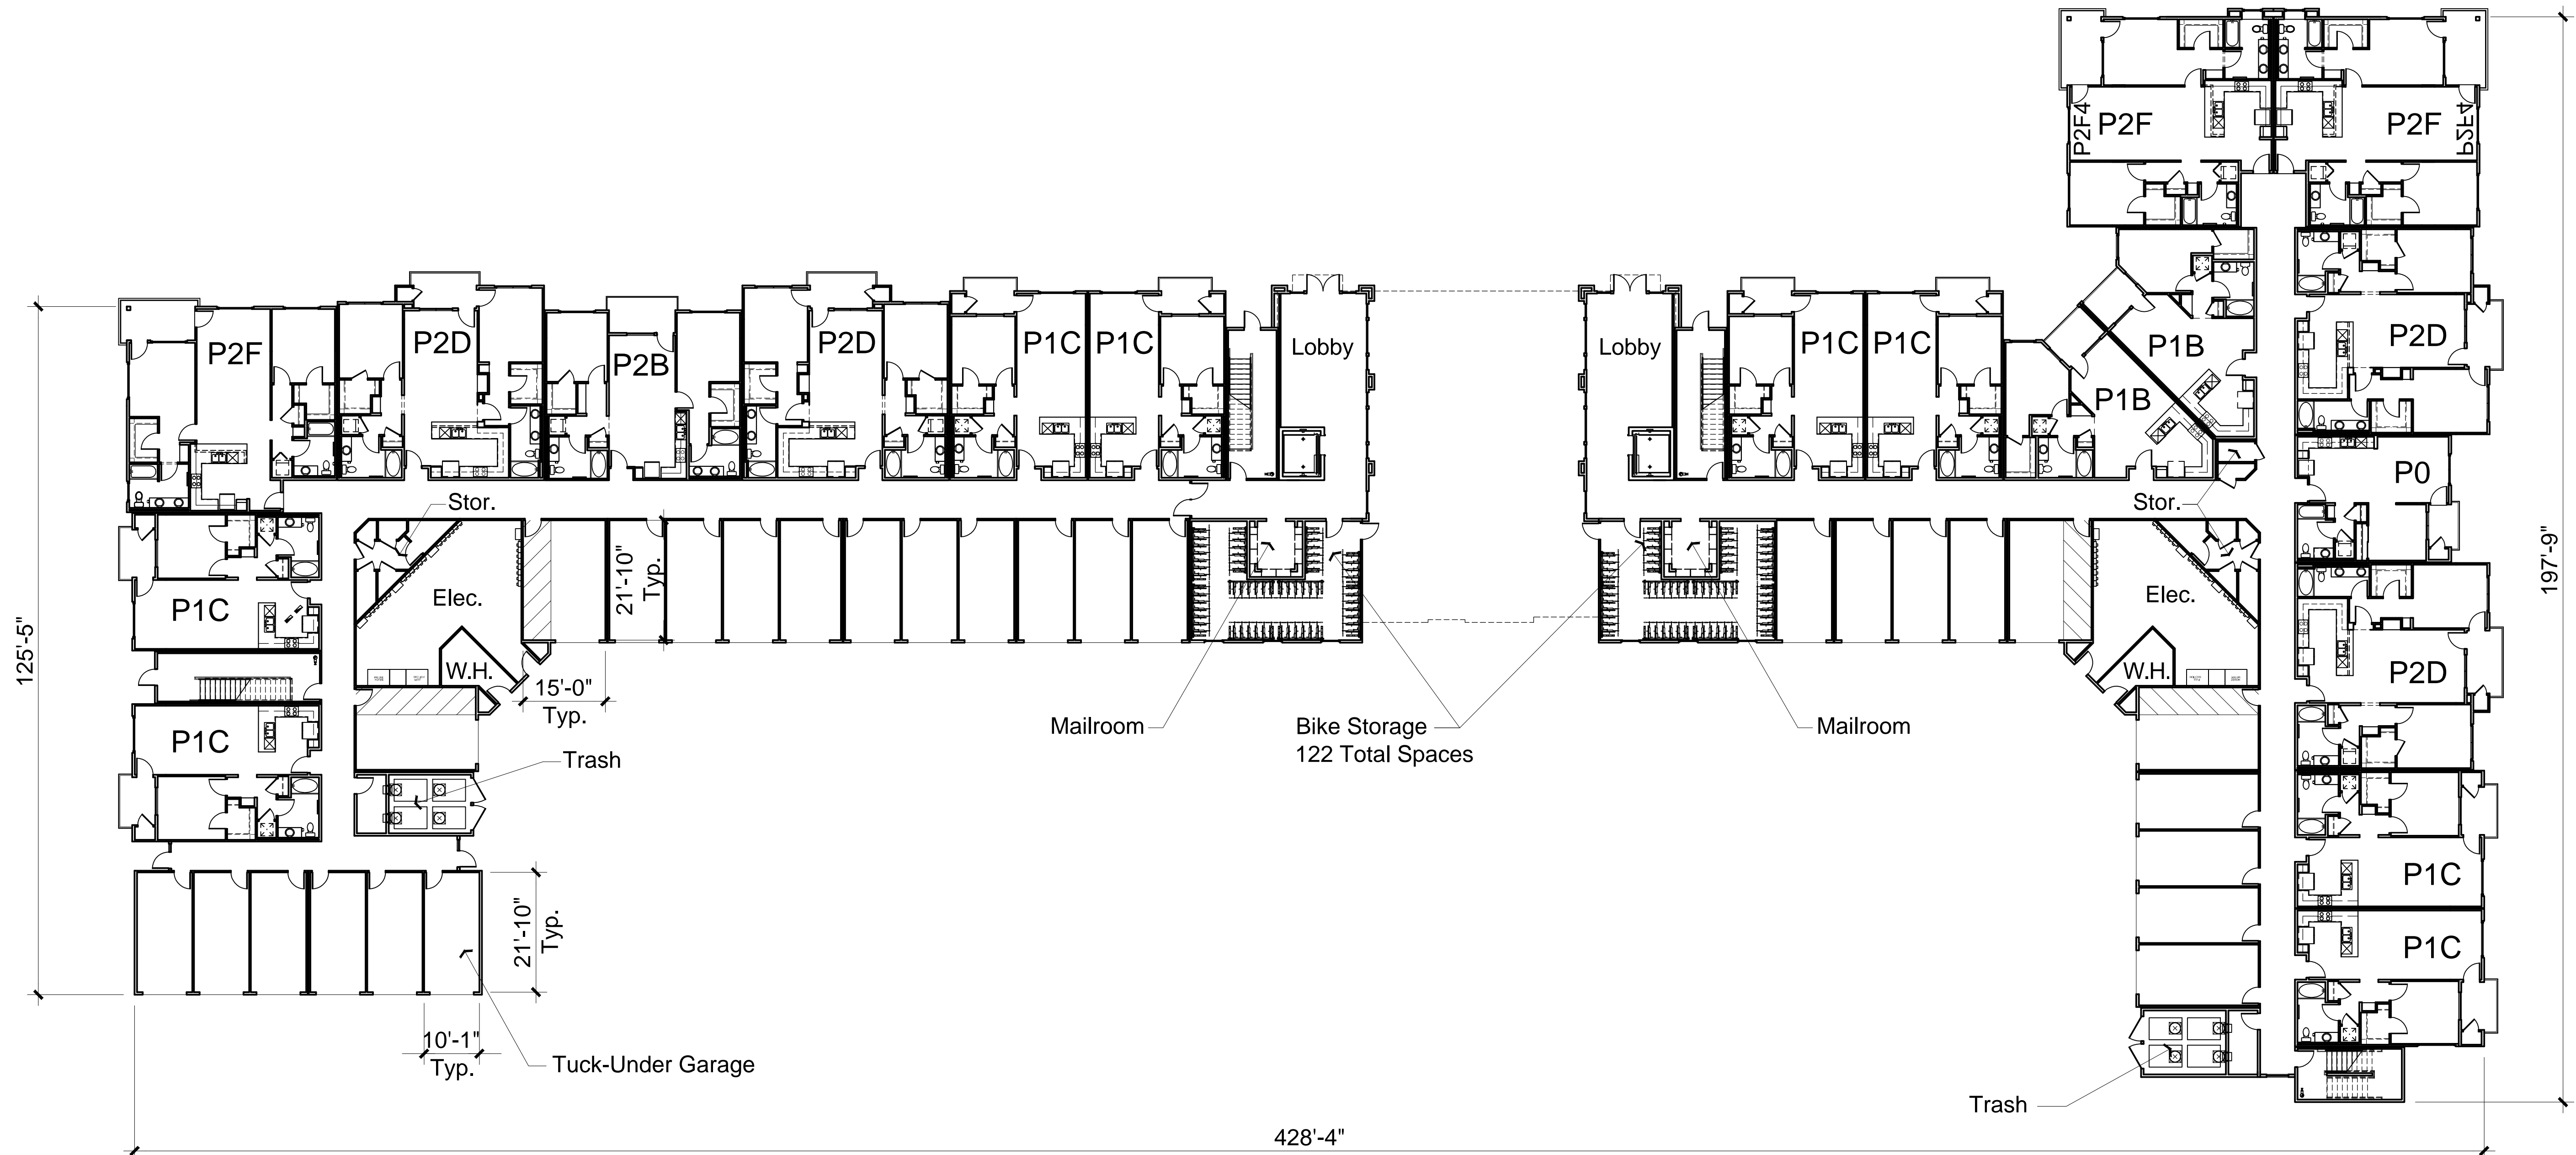 P2F4
P2F
P2F
P2F4
P2F
P2D
P2B
P2D
P1C
P1C
Lobby
Lobby
P1C
P1C
P1B
P1B
P2D
P0
Stor.
Stor.
P1C
Elec.
21'-10"
Typ.
Elec.
197'-9"
125'-5"
W.H.
15'-0"
Typ.
W.H.
P2D
P1C
Mailroom
Bike Storage
122 Total Spaces
Mailroom
Trash
P1C
21'-10"
Typ.
P1C
10'-1"
Typ.
Tuck-Under Garage
Trash
428'-4"